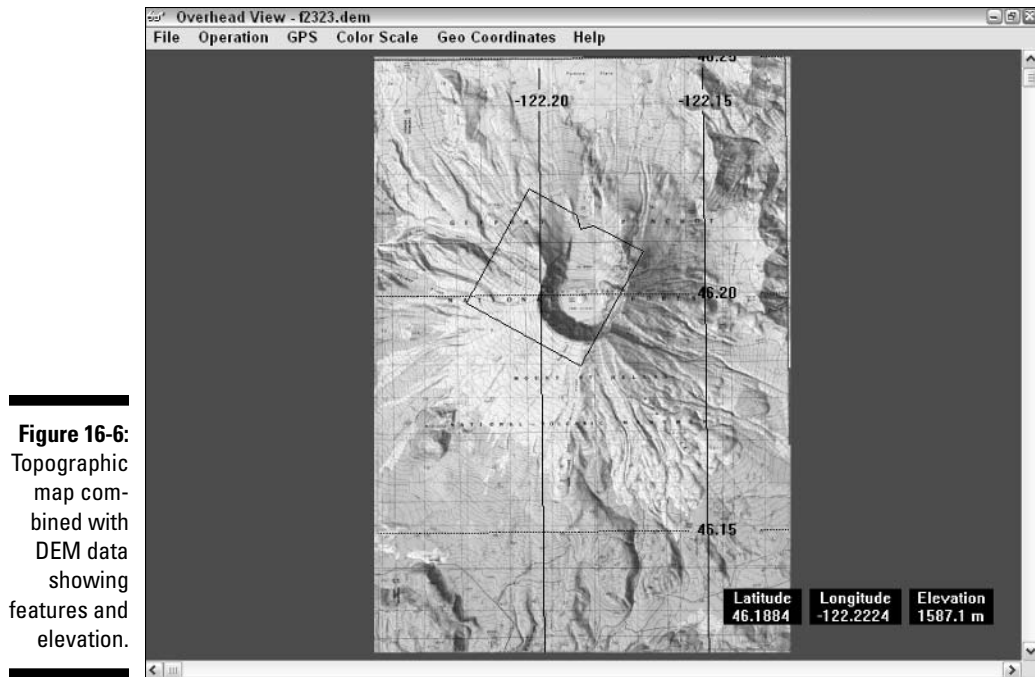 Overhead View - f2323.dem
File Operation GPS Color Scale Geo Coordinates Help
46.25
-122.20 -122.15
G I F F O R D P I N C H O T
46.20
N A T I O N A L
M O U N T S T H E L E N S
N A T I O N A L V O L C A N I C
46.15
Latitude Longitude Elevation
46.1884 -122.2224 1587.1 m
Figure 16-6:
Topographic
map com-
bined with
DEM data
showing
features and
elevation.